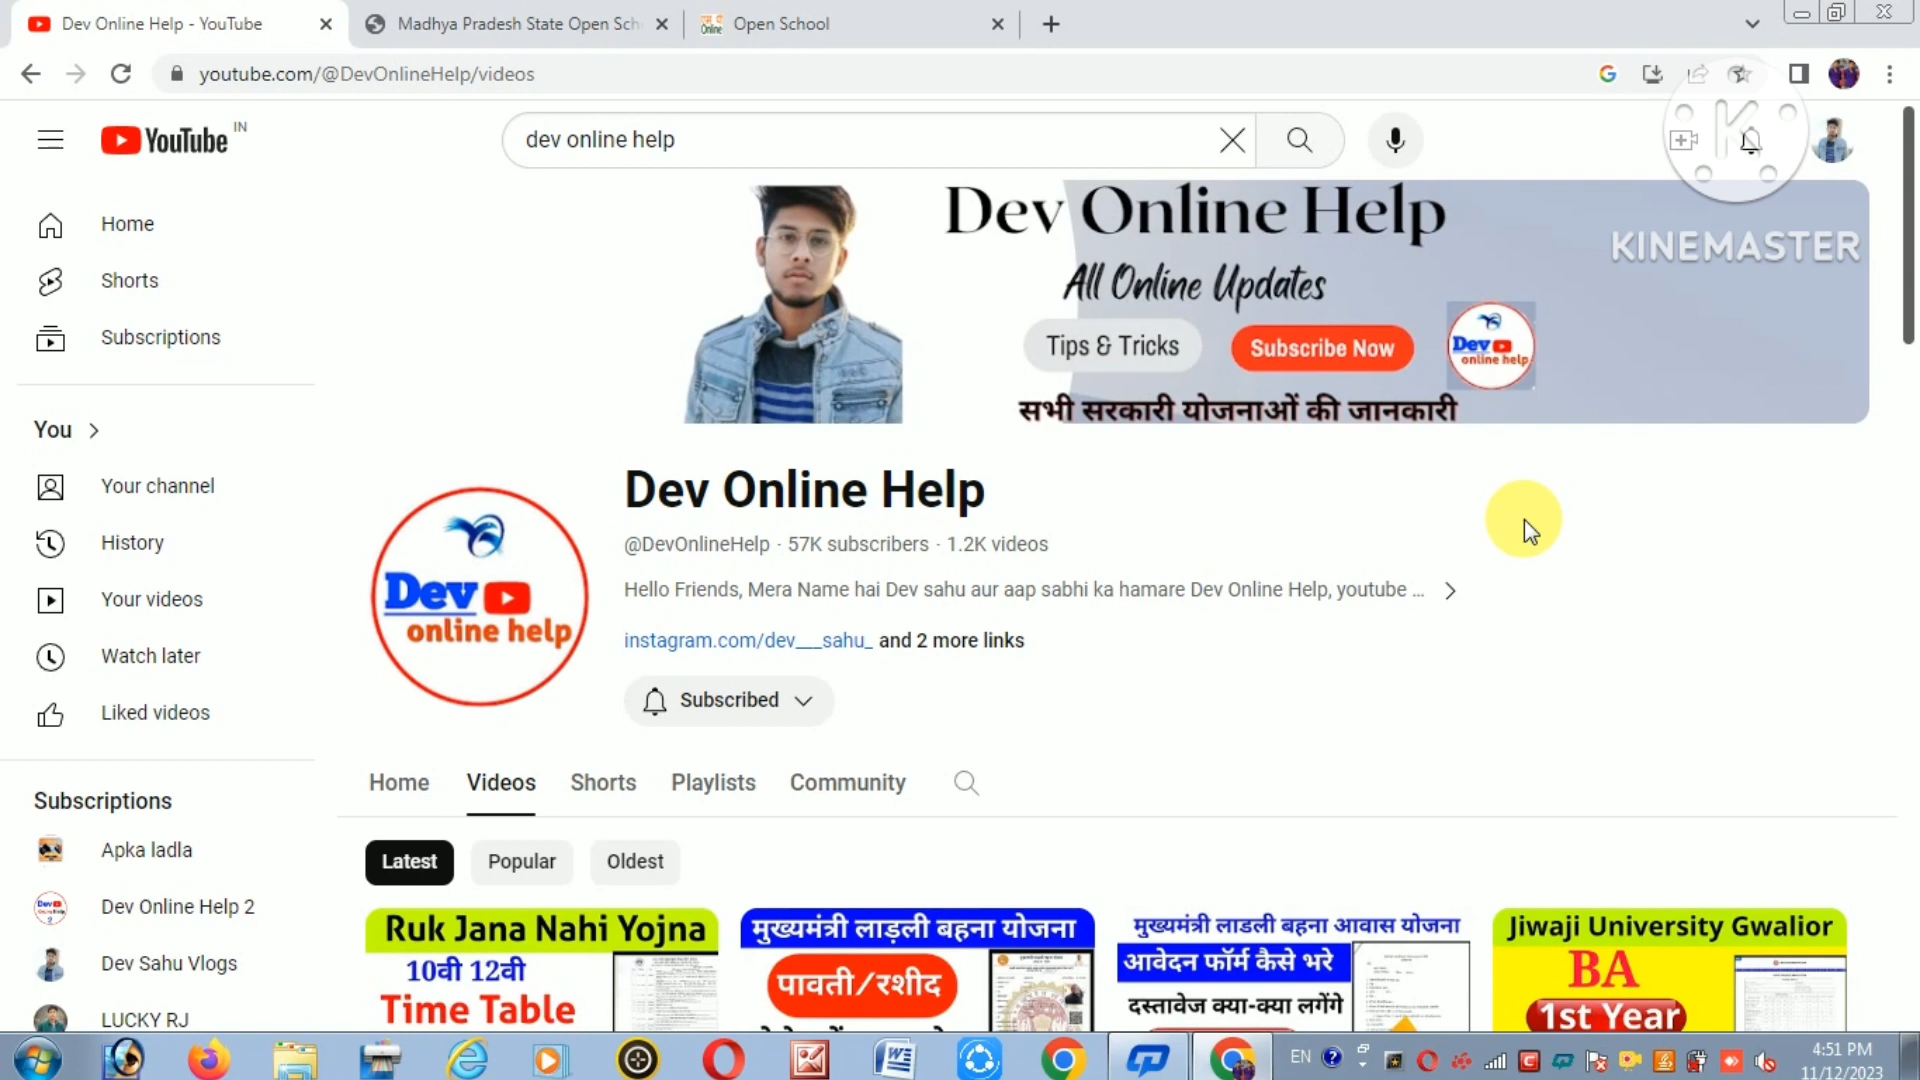 Dev Online Help - YouTube
Madhya Pradesh State Open Sch
Open School
youtube.com/@DevOnlineHelp/videos
YouTube IN
dev online help
Home
Shorts
Subscriptions
You
Your channel
History
Your videos
Watch later
Liked videos
Subscriptions
Apka ladla
Dev Online Help 2
Dev Sahu Vlogs
LUCKY RJ
Dev Online Help
All Online Updates
Tips & Tricks
Subscribe Now
Dev
online help
सभी सरकारी योजनाओं की जानकारी
KINEMASTER
Dev
online help
Dev Online Help
@DevOnlineHelp · 57K subscribers · 1.2K videos
Hello Friends, Mera Name hai Dev sahu aur aap sabhi ka hamare Dev Online Help, youtube ...
instagram.com/dev___sahu_ and 2 more links
Subscribed
Home Videos Shorts Playlists Community
Latest Popular Oldest
Ruk Jana Nahi Yojna
10वी 12वी
Time Table
मुख्यमंत्री लाड़ली बहना योजना
पावती/रशीद
मुख्यमंत्री लाडली बहना आवास योजना
आवेदन फॉर्म कैसे भरे
दस्तावेज क्या-क्या लगेंगे
Jiwaji University Gwalior
BA
1st Year
EN
4:51 PM
11/12/2023